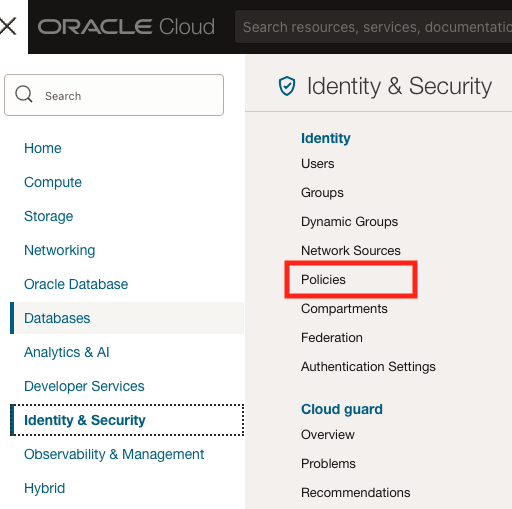 ORACLE Cloud
Search resources, services, documentatio
Search
Home
Compute
Storage
Networking
Oracle Database
Databases
Analytics & AI
Developer Services
Identity & Security
Observability & Management
Hybrid
Identity & Security
Identity
Users
Groups
Dynamic Groups
Network Sources
Policies
Compartments
Federation
Authentication Settings
Cloud guard
Overview
Problems
Recommendations